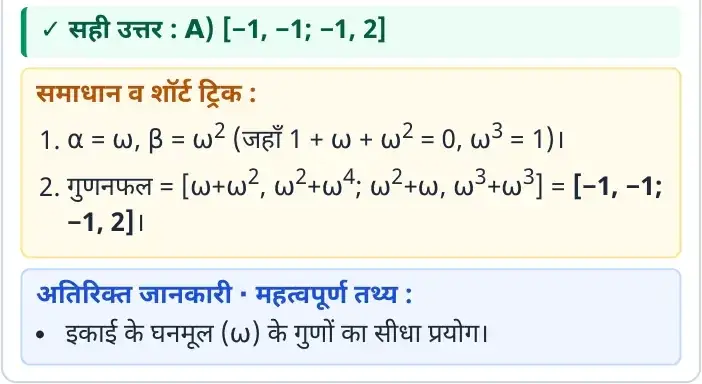 ✓ सही उत्तर : A) [−1, −1; −1, 2]
समाधान व शॉर्ट ट्रिक :
1. α = ω, β = ω² (जहाँ 1 + ω + ω² = 0, ω³ = 1)।
2. गुणनफल = [ω+ω², ω²+ω⁴; ω²+ω, ω³+ω³] = [−1, −1;
−1, 2]।
अतिरिक्त जानकारी · महत्वपूर्ण तथ्य :
• इकाई के घनमूल (ω) के गुणों का सीधा प्रयोग।